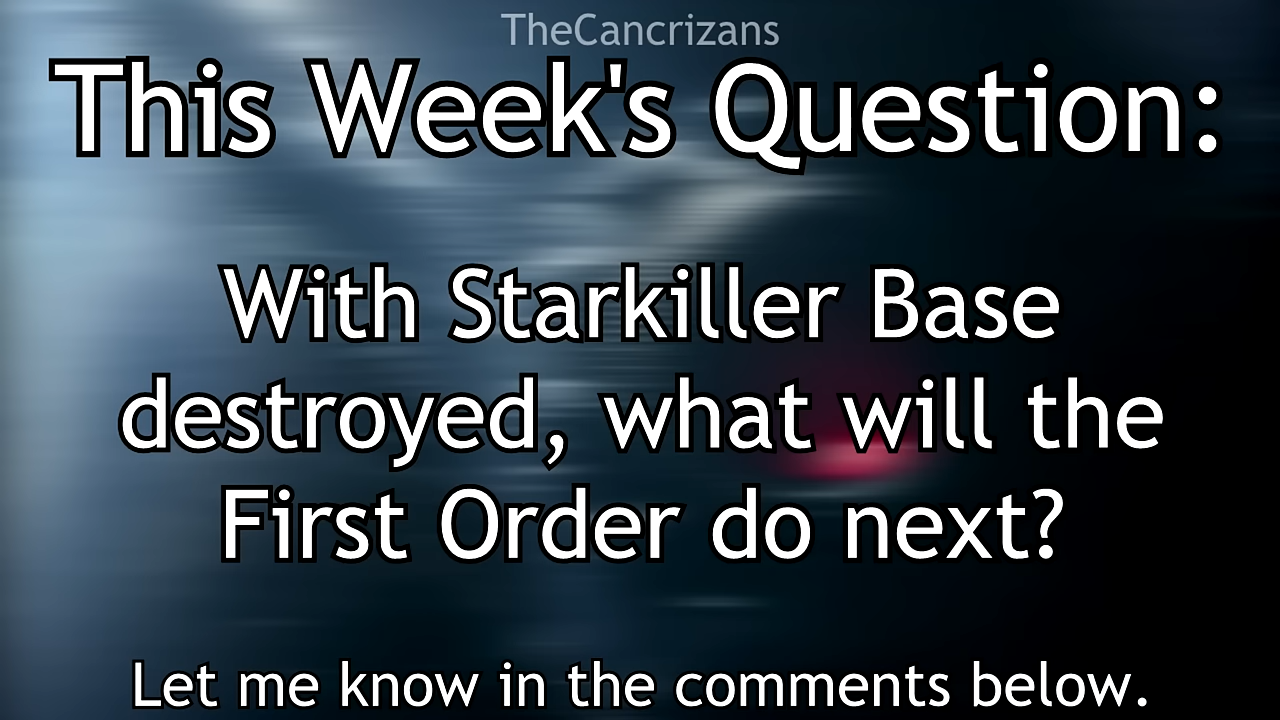 TheCancrizans
This Week's Question:
With Starkiller Base
destroyed, what will the
First Order do next?
Let me know in the comments below.